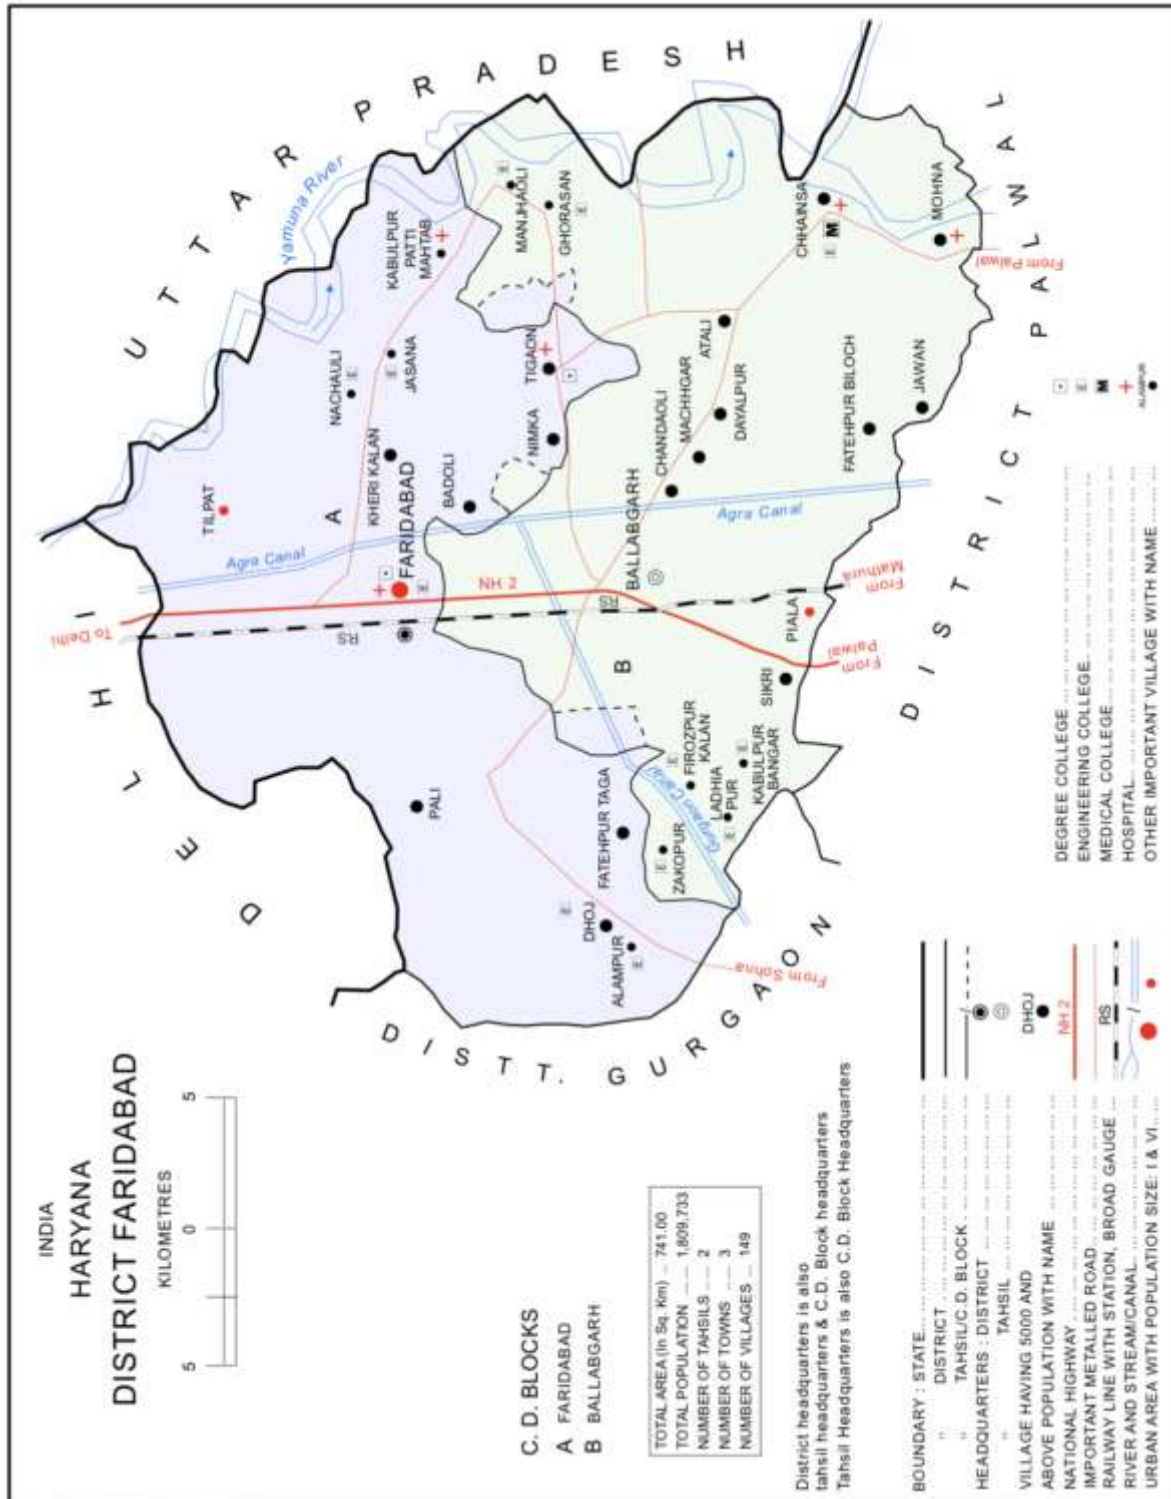 INDIA
HARYANA
DISTRICT FARIDABAD
KILOMETRES
5 0 5
C. D. BLOCKS
A FARIDABAD
B BALLABGARH
TOTAL AREA (In Sq. Km) ... 741.00
TOTAL POPULATION ...... 1,809,733
NUMBER OF TAHSILS ..... 2
NUMBER OF TOWNS ..... 3
NUMBER OF VILLAGES ... 149
District headquarters is also
tahsil headquarters & C.D. Block headquarters
Tahsil Headquarters is also C.D. Block Headquarters
BOUNDARY : STATE
" DISTRICT
" TAHSIL/C.D. BLOCK
HEADQUARTERS : DISTRICT
" TAHSIL
VILLAGE HAVING 5000 AND
ABOVE POPULATION WITH NAME
DHOJ
NATIONAL HIGHWAY
NH 2
IMPORTANT METALLED ROAD
RAILWAY LINE WITH STATION, BROAD GAUGE
RS
RIVER AND STREAM/CANAL
URBAN AREA WITH POPULATION SIZE: I & VI
DEGREE COLLEGE
ENGINEERING COLLEGE
E
MEDICAL COLLEGE
M
HOSPITAL
OTHER IMPORTANT VILLAGE WITH NAME
ALAMPUR
DELHI
UTTAR PRADESH
DISTT. GURGAON
DISTRICT PALWAL
To Delhi
Yamuna River
TILPAT
A
Agra Canal
NACHAULI
E
KABULPUR
PATTI
MAHTAB
JASANA
E
KHERI KALAN
FARIDABAD
E
RS
BADOLI
NH 2
PALI
MANJHAOLI
E
GHORASAN
E
TIGAON
NIMKA
FATEHPUR TAGA
DHOJ
E
ALAMPUR
E
From Sohna
B
BALLABGARH
RS
CHANDAOLI
MACHHGAR
DAYALPUR
ATALI
Agra Canal
Gurgaon Canal
ZAKOPUR
E
FIROZPUR
KALAN
E
LADHIA
PUR
E
KABULPUR
BANGAR
E
SIKRI
PIALA
From
Palwal
From
Mathura
FATEHPUR BILOCH
JAWAN
CHHAINSA
E
M
MOHNA
From Palwal